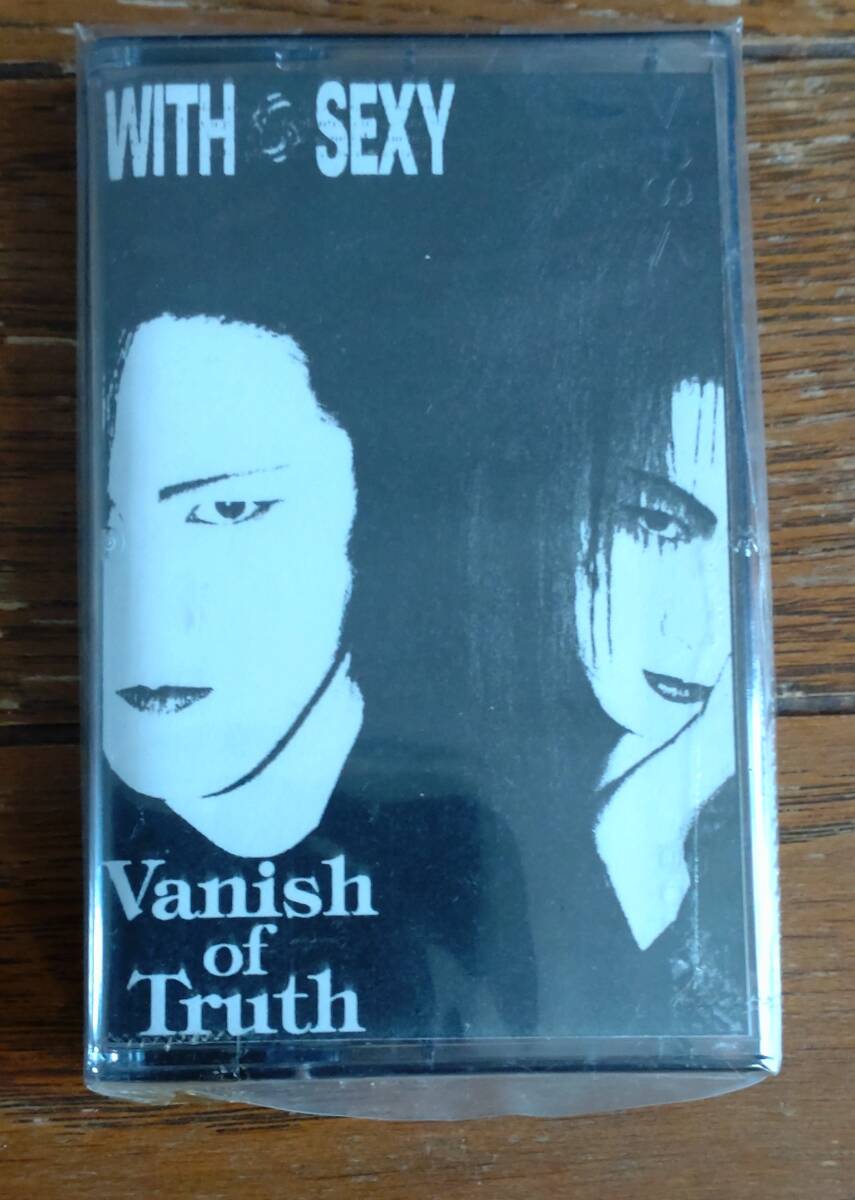 WITH SEXY
Vanish
of
Truth